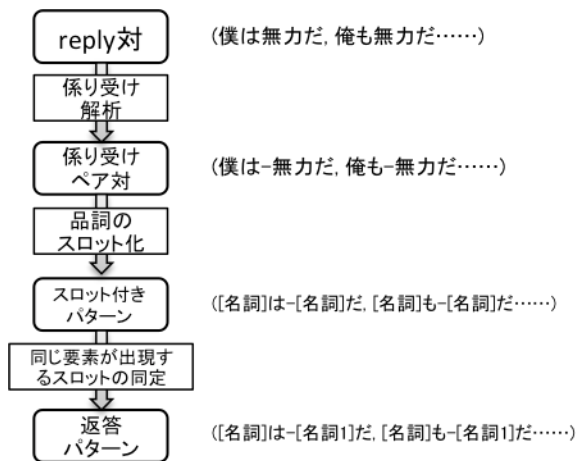 reply対
(僕は無力だ, 俺も無力だ……)
係り受け
解析
係り受け
ペア対
(僕は-無力だ, 俺も-無力だ……)
品詞の
スロット化
スロット付き
パターン
([名詞]は-[名詞]だ, [名詞]も-[名詞]だ……)
同じ要素が出現す
るスロットの同定
返答
パターン
([名詞]は-[名詞1]だ, [名詞]も-[名詞1]だ……)